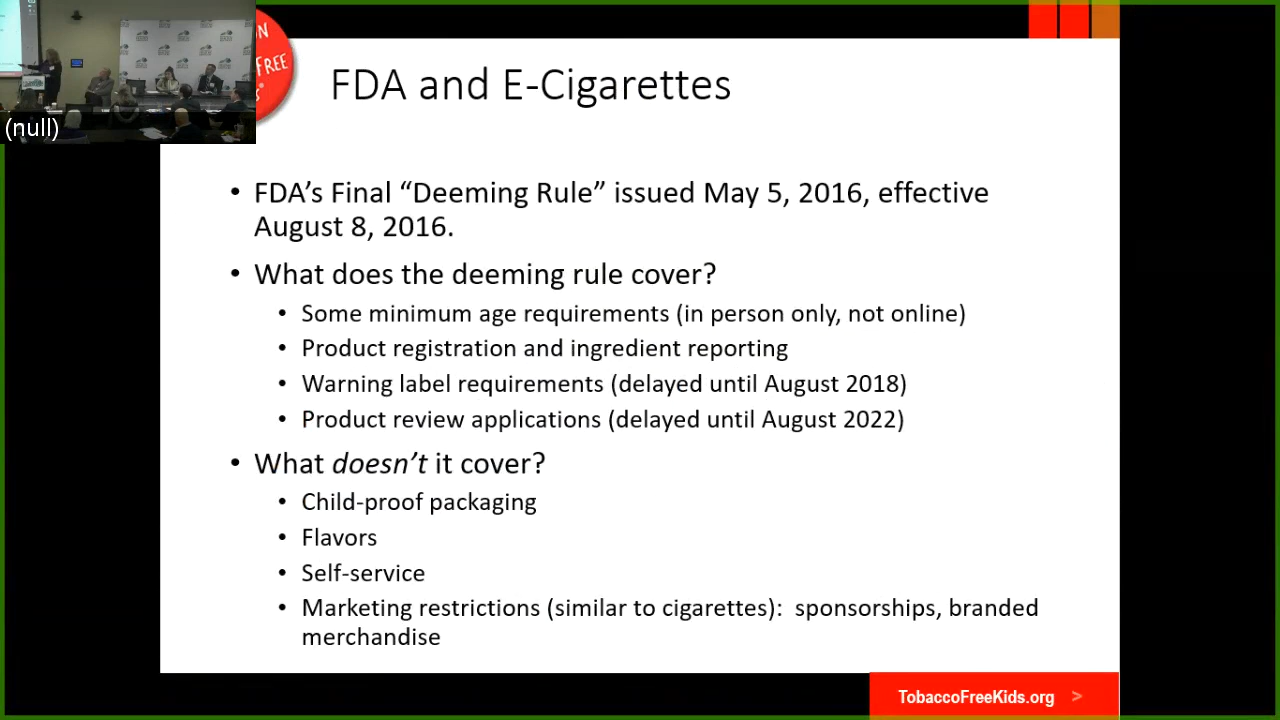 N
FREE
S
(null)
FDA and E-Cigarettes
• FDA's Final “Deeming Rule” issued May 5, 2016, effective
August 8, 2016.
• What does the deeming rule cover?
• Some minimum age requirements (in person only, not online)
• Product registration and ingredient reporting
• Warning label requirements (delayed until August 2018)
• Product review applications (delayed until August 2022)
• What doesn't it cover?
• Child-proof packaging
• Flavors
• Self-service
• Marketing restrictions (similar to cigarettes):  sponsorships, branded
merchandise
TobaccoFreeKids.org >